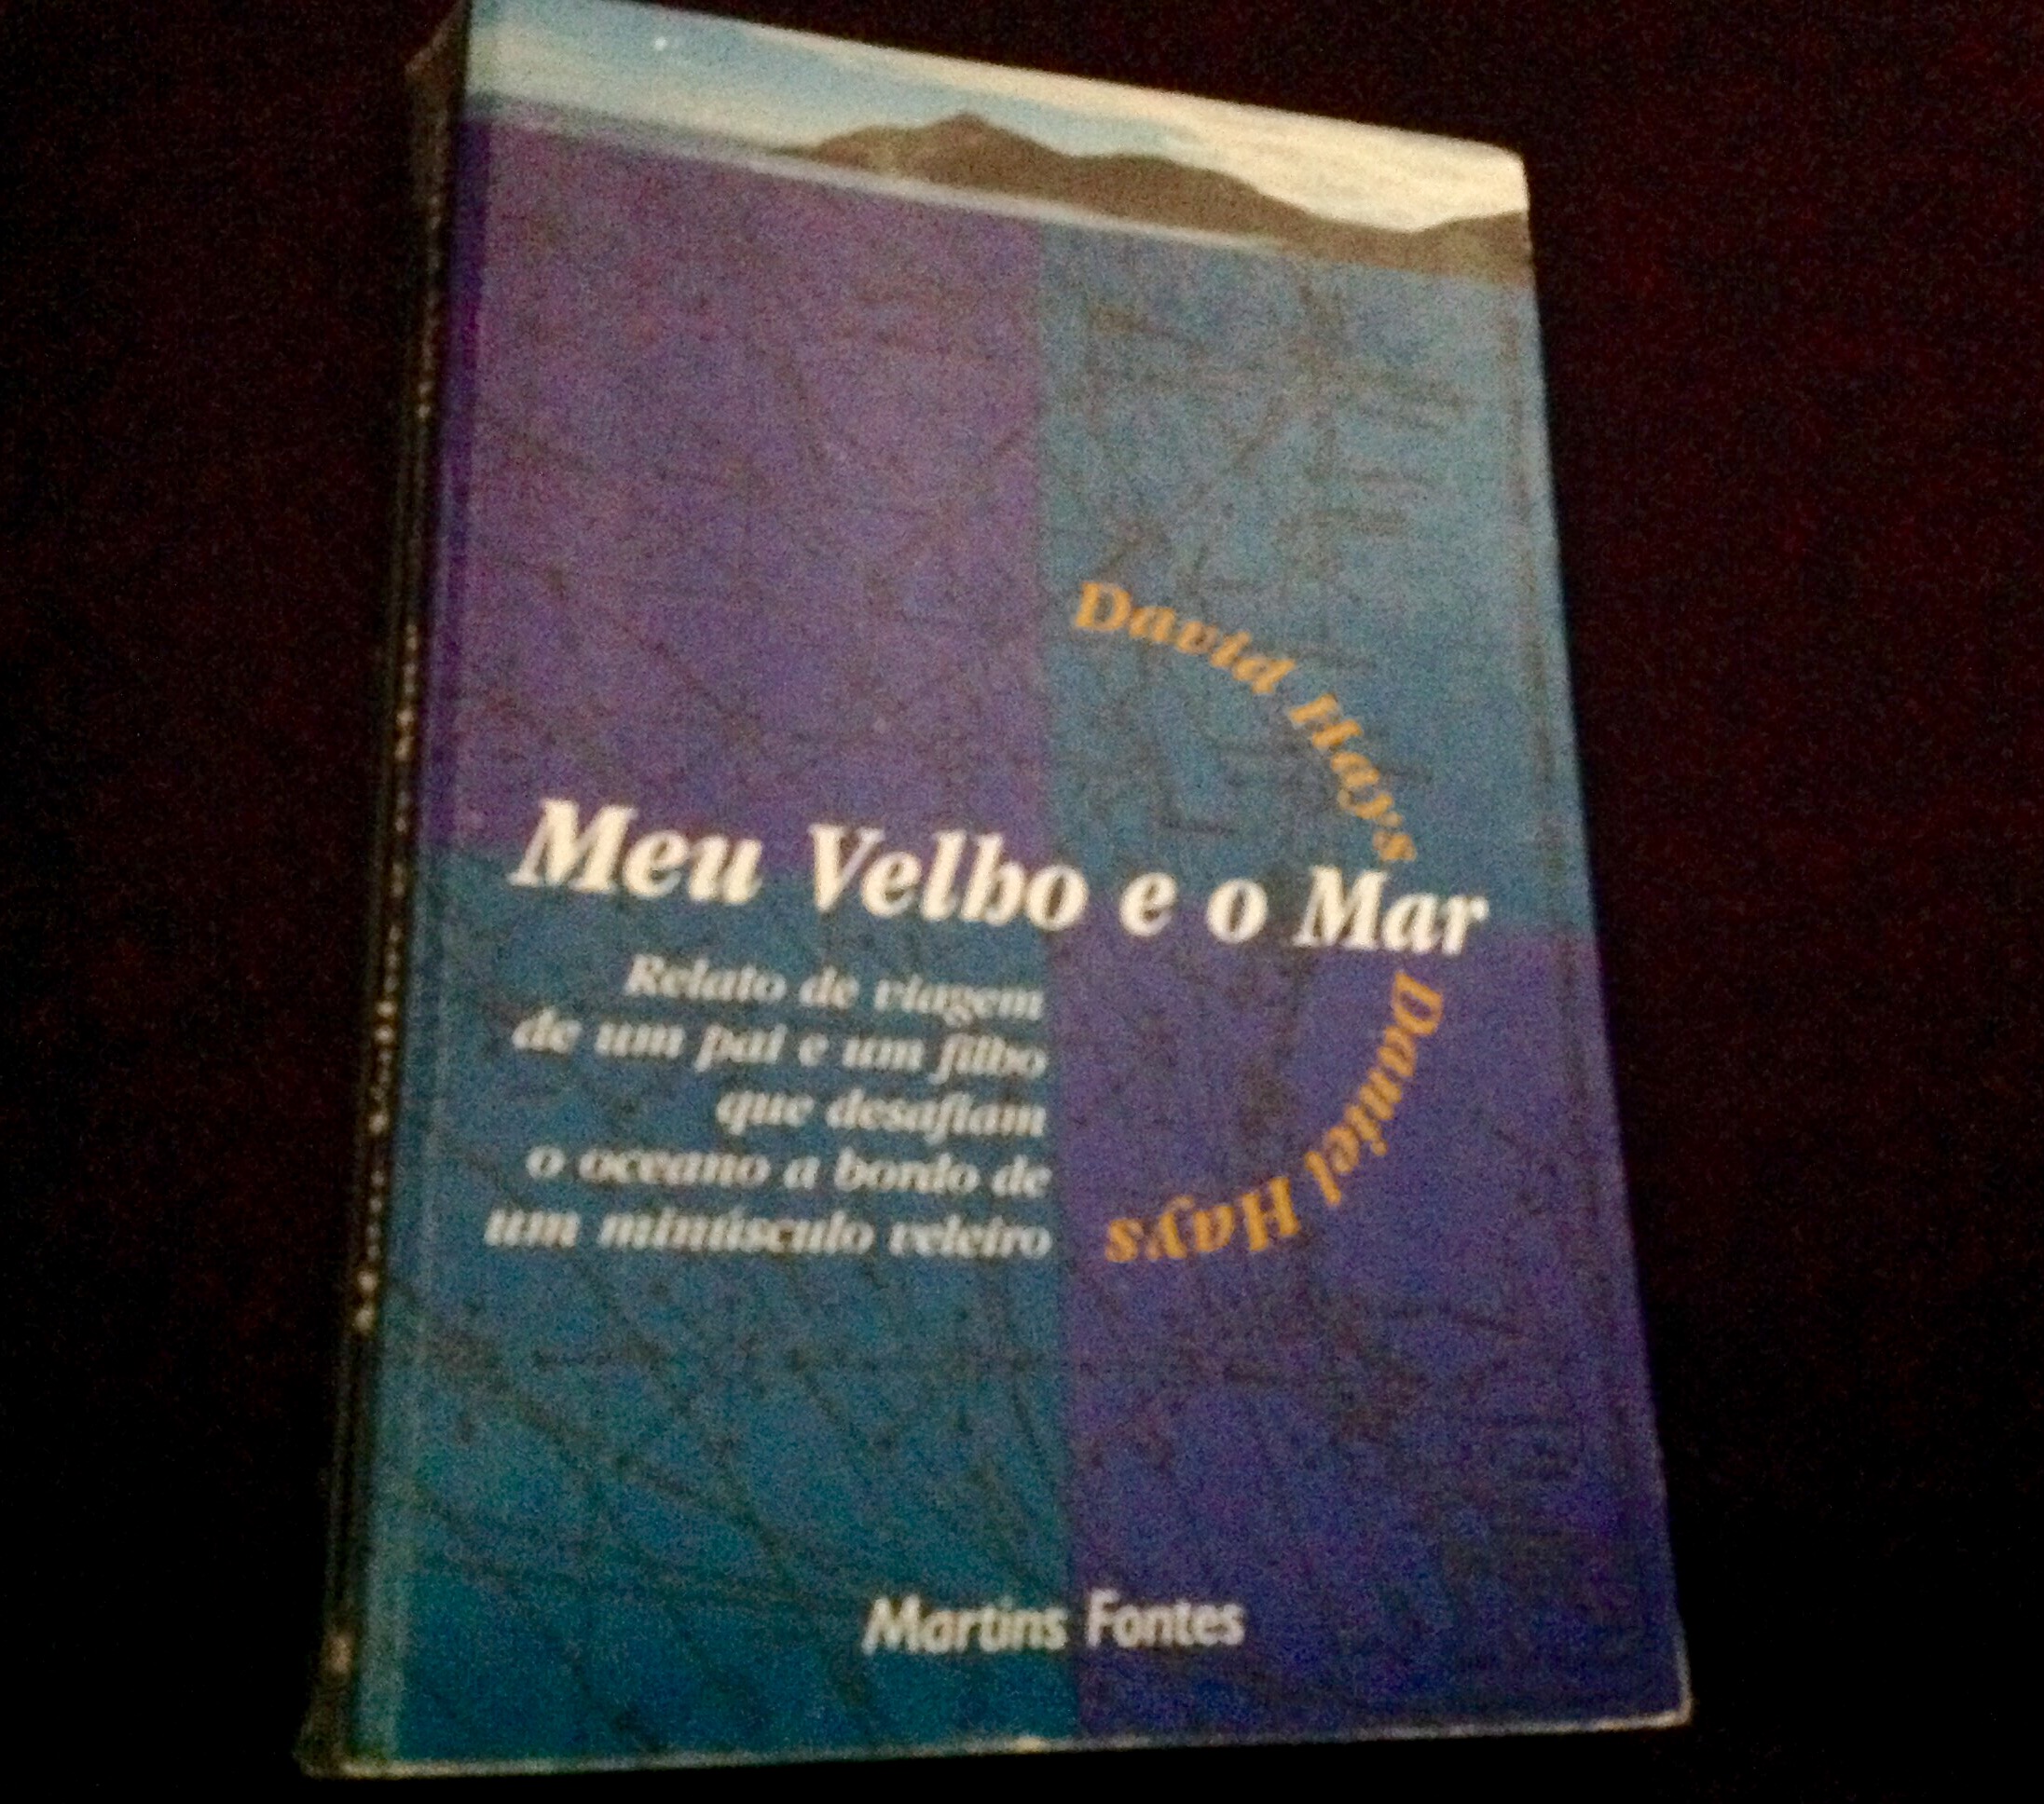 David Hays
Meu Velho e o Mar
Daniel Hays
Relato de viagem
de um pai e um filho
que desafiam
o oceano a bordo de
um minúsculo veleiro
Martins Fontes